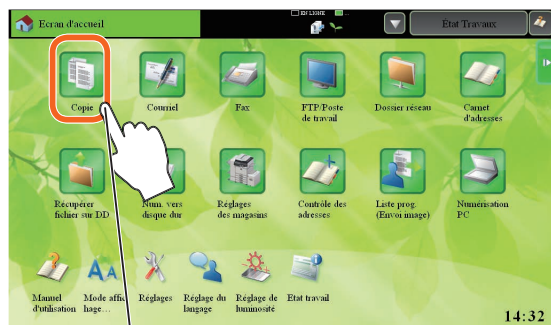 EN LIGNE
Ecran d'accueil
Etat Travaux
Copie
Courriel
Fax
FTP/Poste
de travail
Dossier réseau
Carnet
d'adresses
Récupérer
fichier sur DD
Num. vers
disque dur
Réglages
des magasins
Contrôle des
adresses
Liste prog.
(Envoi image)
Numérisation
PC
Manuel
d'utilisation
Mode affic
hage...
Réglages
Réglage du
langage
Réglage de
luminosité
Etat travail
14:32